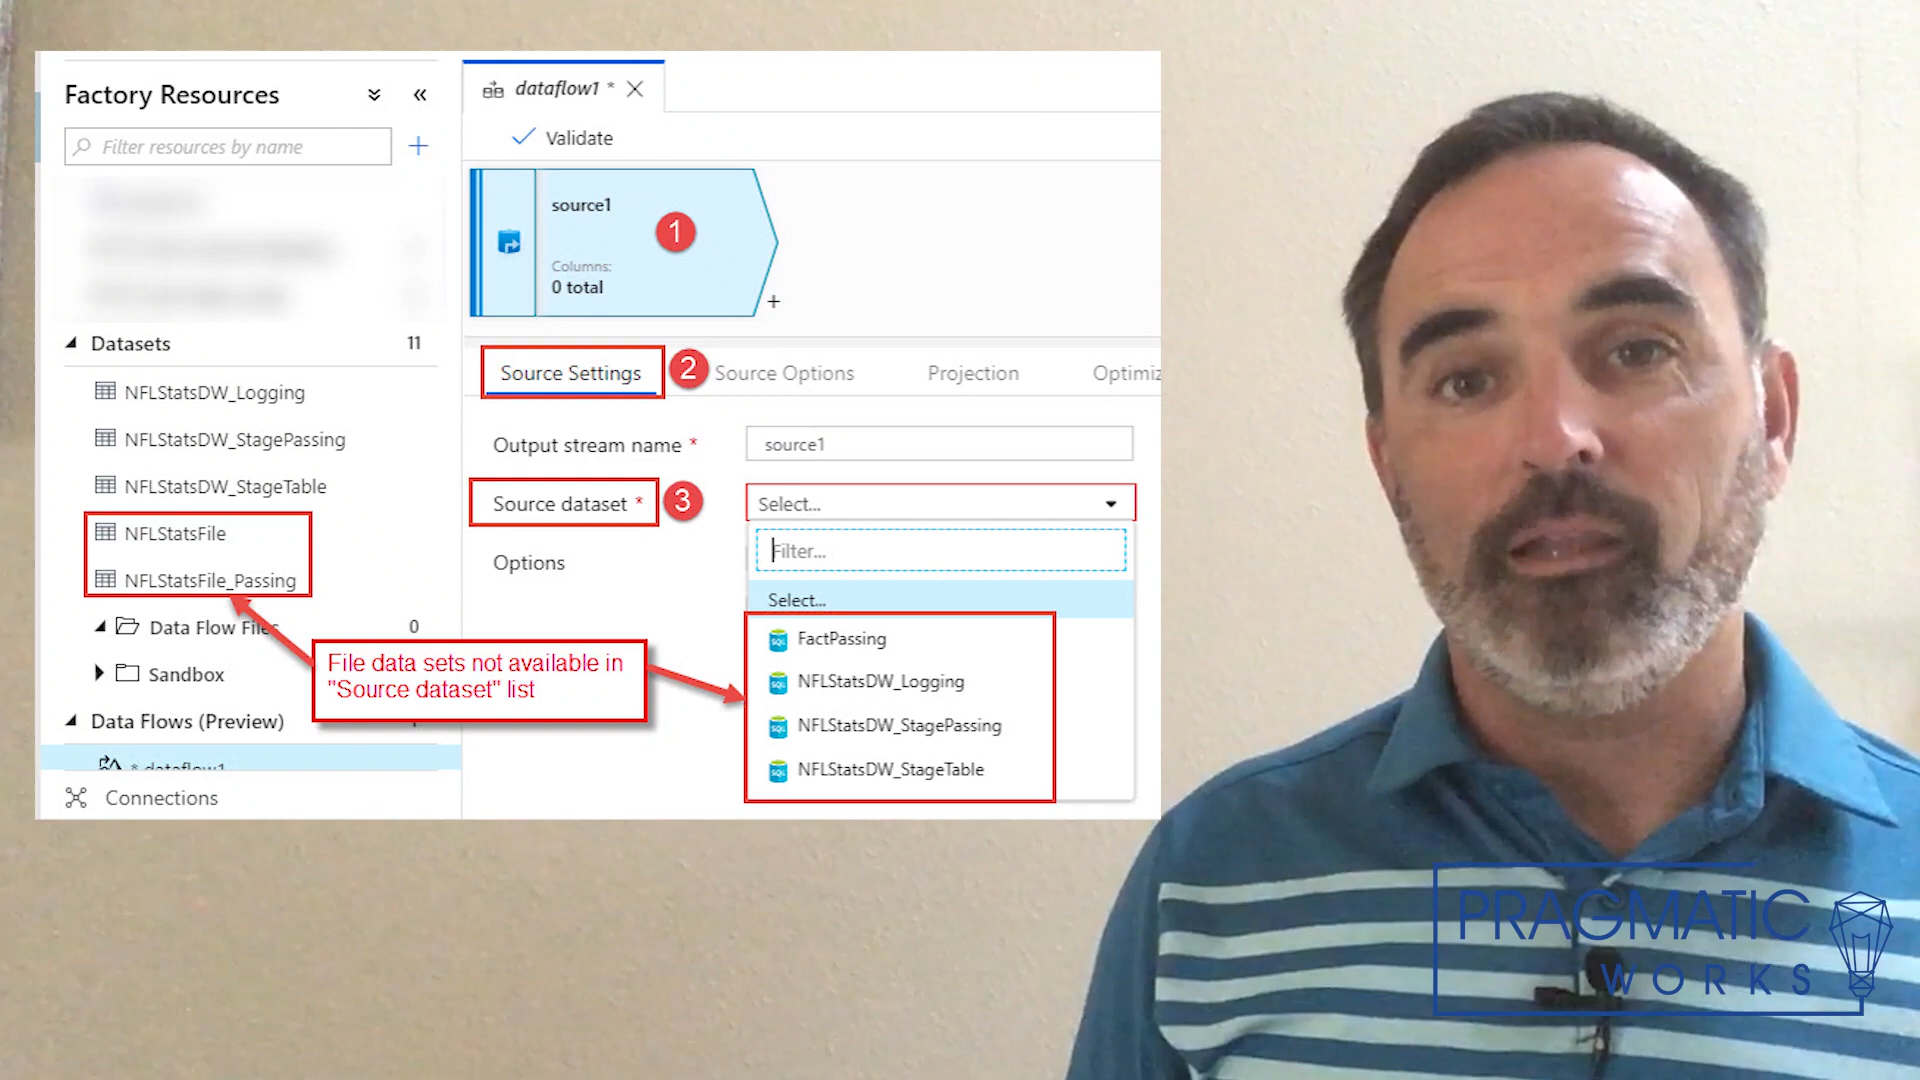 Factory Resources
Filter resources by name
Datasets 11
NFLStatsDW_Logging
NFLStatsDW_StagePassing
NFLStatsDW_StageTable
NFLStatsFile
NFLStatsFile_Passing
Data Flow Files 0
Sandbox
Data Flows (Preview)
* dataflow1
Connections
dataflow1 *
Validate
source1
1
Columns:
0 total
+
Source Settings 2 Source Options Projection Optimiz
Output stream name * source1
Source dataset * 3 Select...
Filter...
Options
Select...
FactPassing
NFLStatsDW_Logging
NFLStatsDW_StagePassing
NFLStatsDW_StageTable
File data sets not available in
"Source dataset" list
PRAGMATIC
WORKS